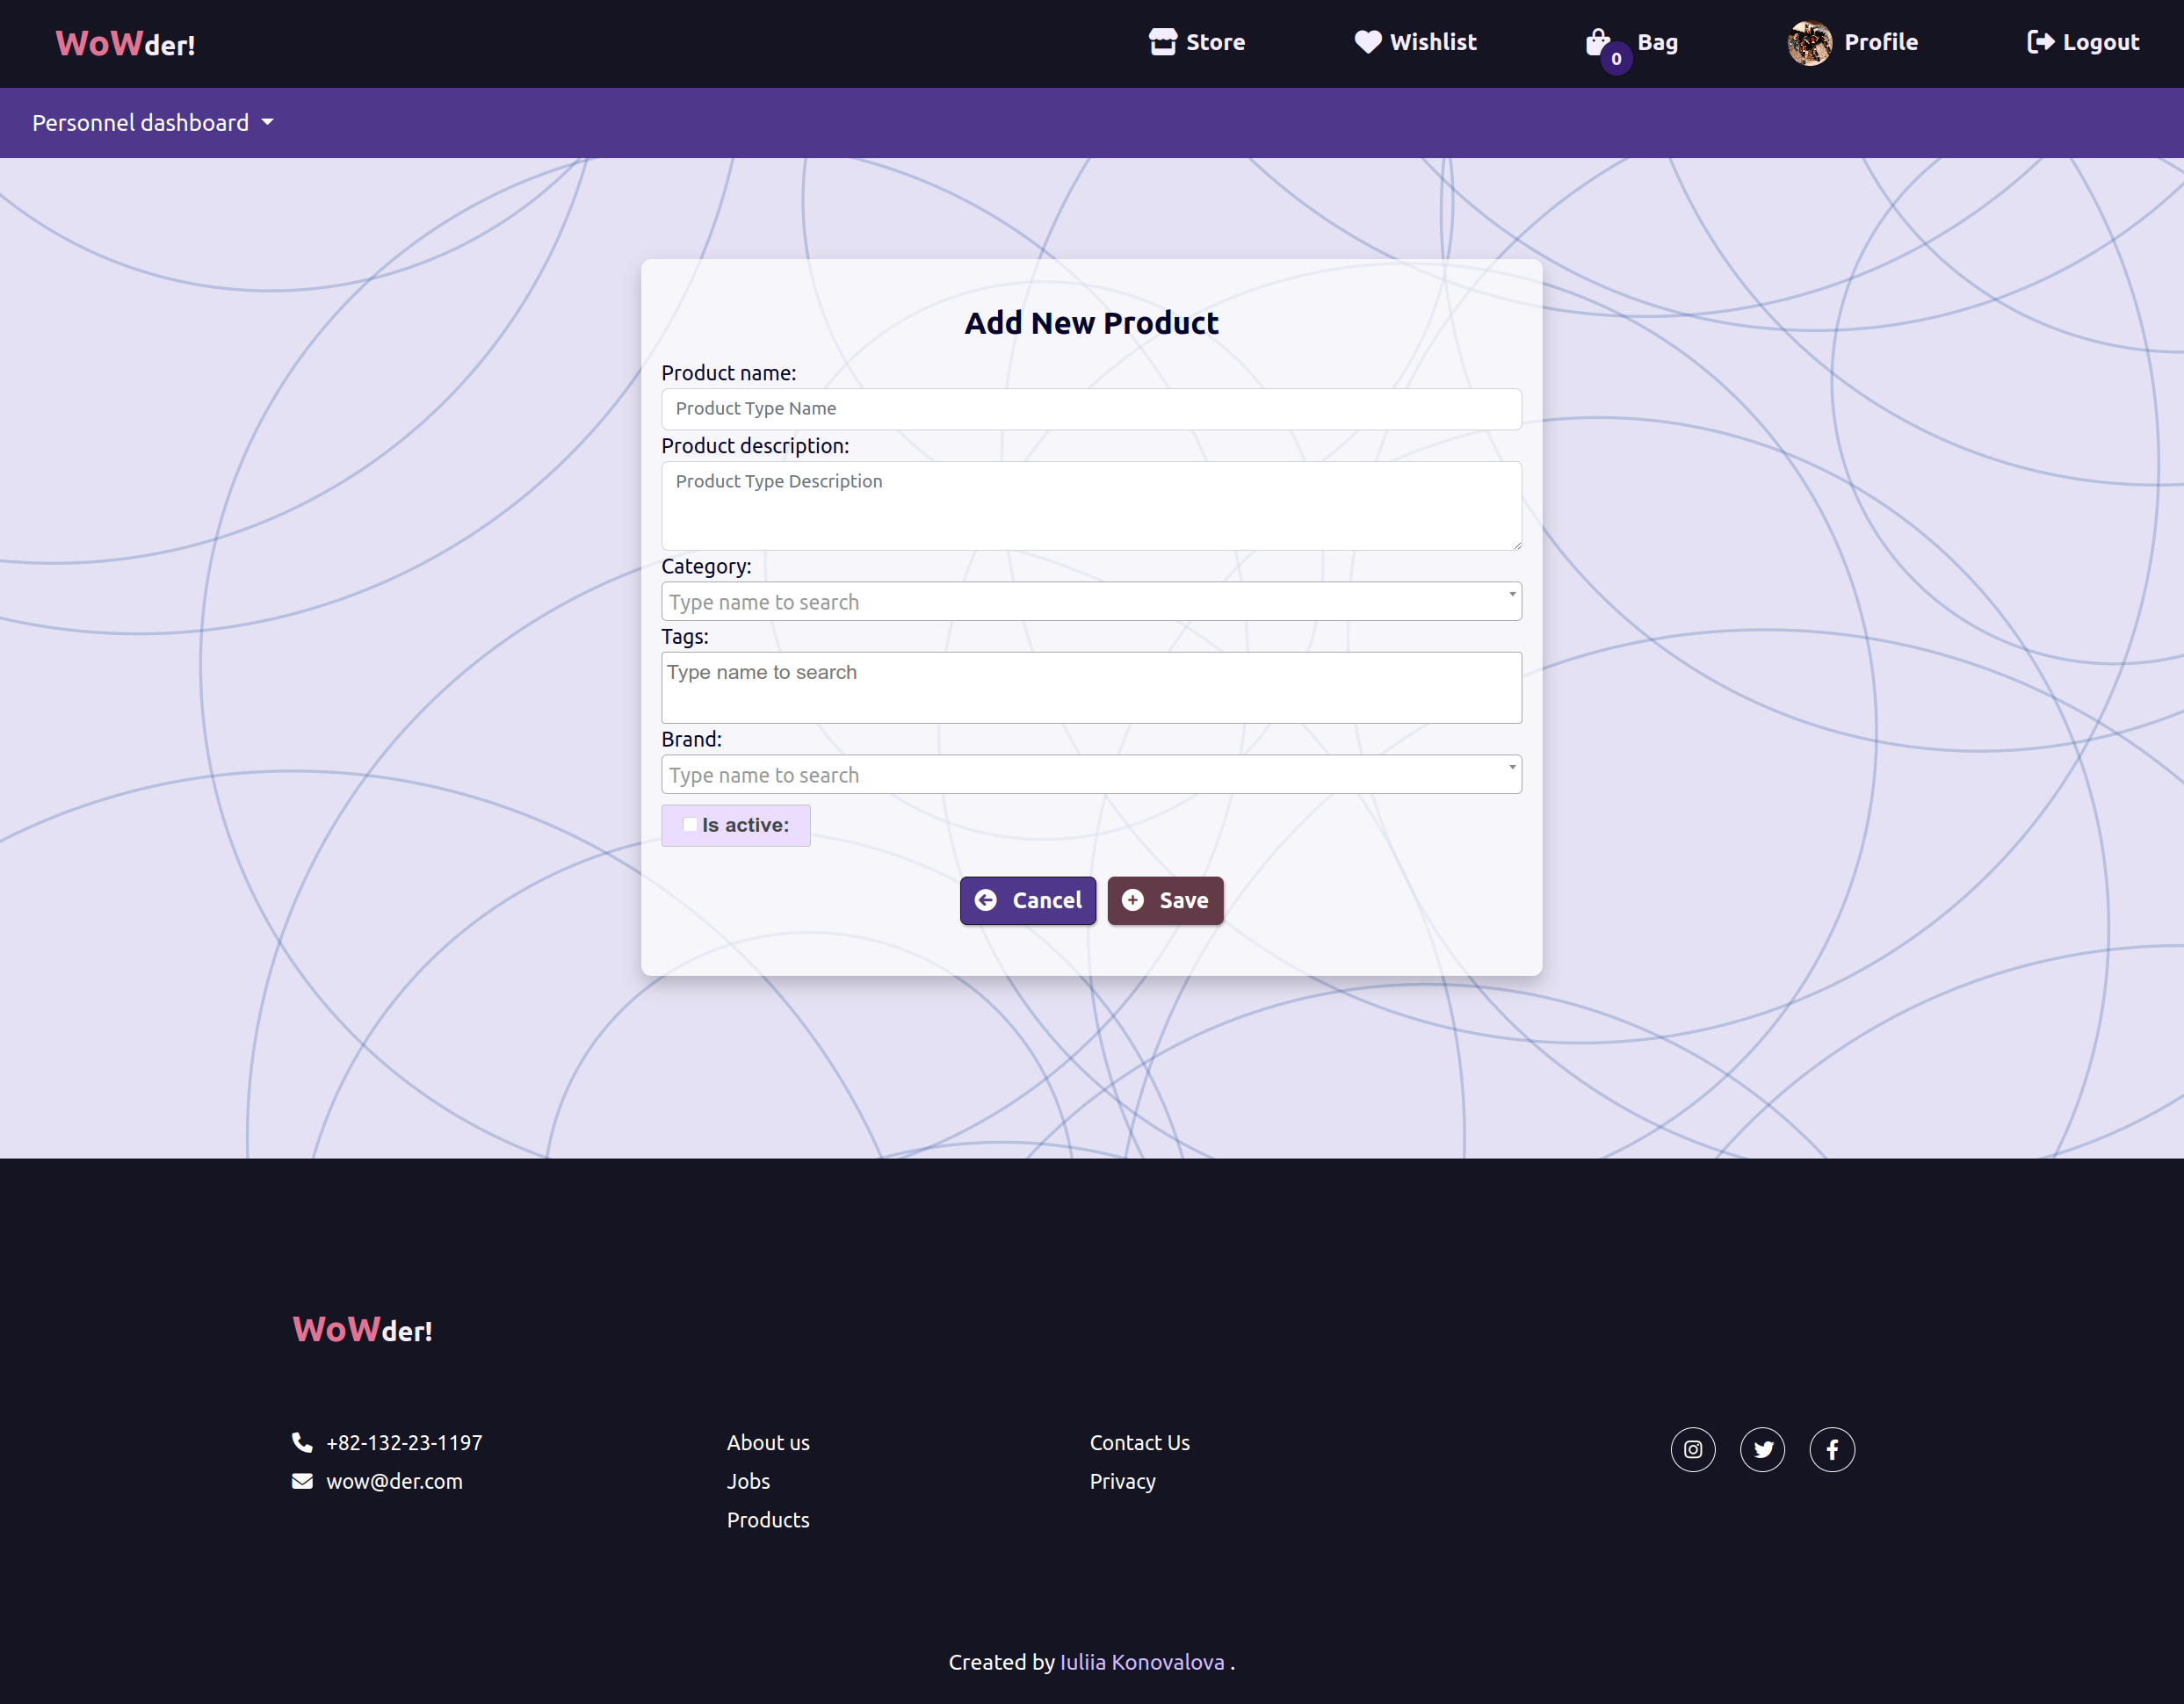 WoWder!
Store
Wishlist
0
Bag
Profile
Logout
Personnel dashboard
Add New Product
Product name:
Product Type Name
Product description:
Product Type Description
Category:
Type name to search
Tags:
Type name to search
Brand:
Type name to search
Is active:
Cancel
Save
WoWder!
+82-132-23-1197
wow@der.com
About us
Jobs
Products
Contact Us
Privacy
Created by Iuliia Konovalova .